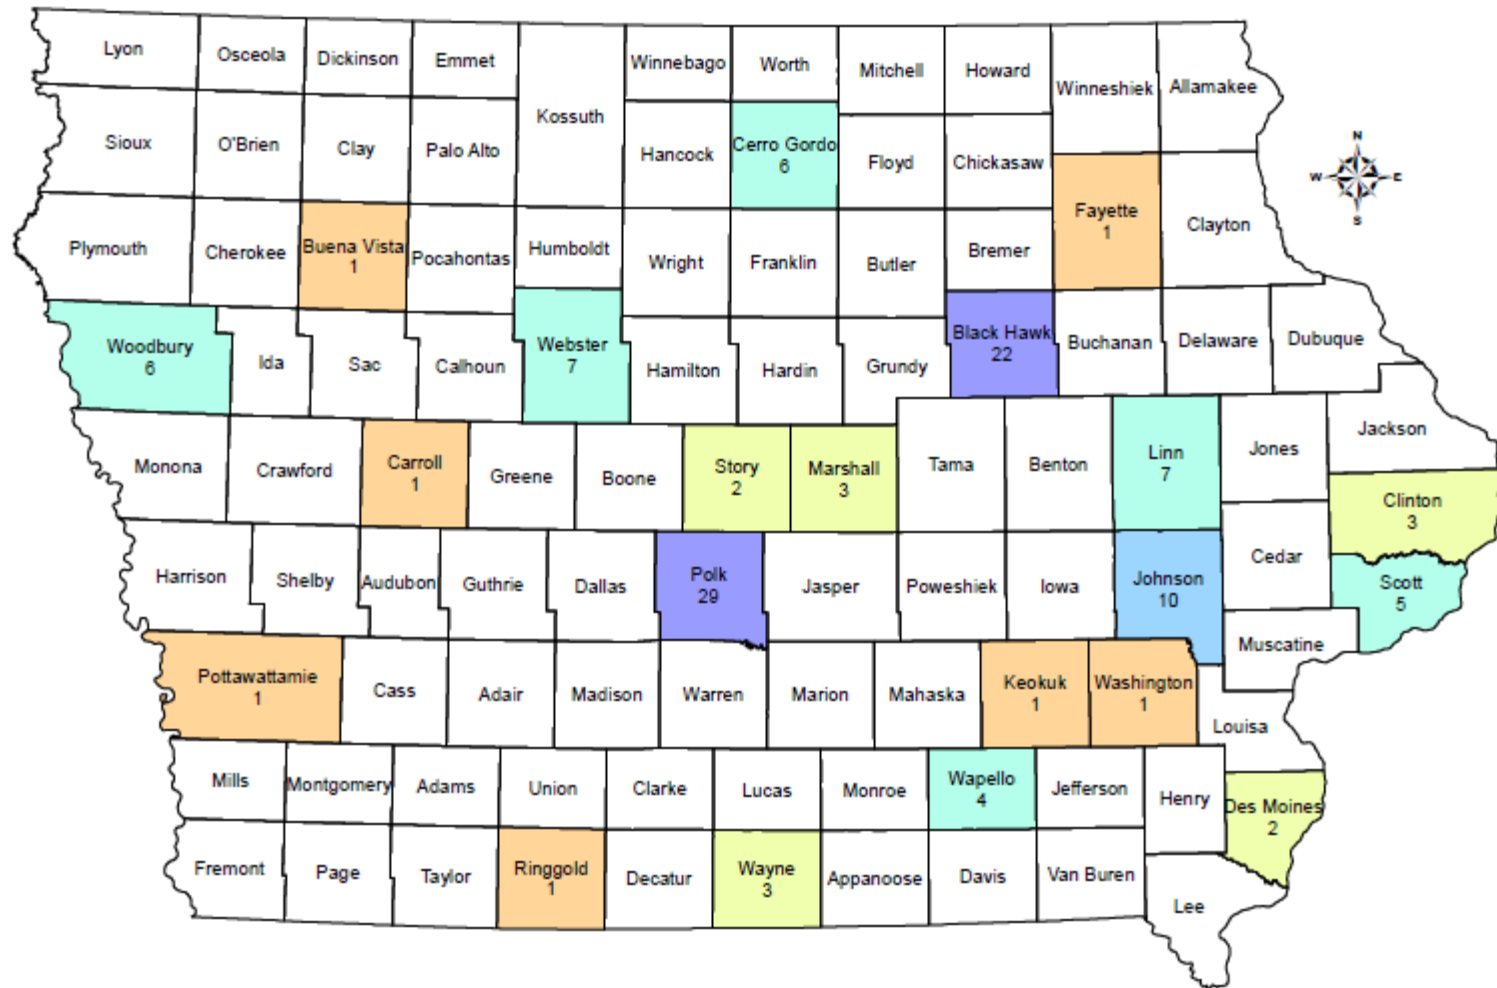 Lyon
Osceola
Dickinson
Emmet
Winnebago
Worth
Mitchell
Howard
Winneshiek
Allamakee
Kossuth
Sioux
O'Brien
Clay
Palo Alto
Hancock
Cerro Gordo
6
Floyd
Chickasaw
N
W
E
S
Fayette
1
Clayton
Plymouth
Cherokee
Buena Vista
1
Pocahontas
Humboldt
Wright
Franklin
Butler
Bremer
Woodbury
6
Ida
Sac
Calhoun
Webster
7
Hamilton
Hardin
Grundy
Black Hawk
22
Buchanan
Delaware
Dubuque
Monona
Crawford
Carroll
1
Greene
Boone
Story
2
Marshall
3
Tama
Benton
Linn
7
Jones
Jackson
Clinton
3
Harrison
Shelby
Audubon
Guthrie
Dallas
Polk
29
Jasper
Poweshiek
Iowa
Johnson
10
Cedar
Scott
5
Muscatine
Pottawattamie
1
Cass
Adair
Madison
Warren
Marion
Mahaska
Keokuk
1
Washington
1
Louisa
Mills
Montgomery
Adams
Union
Clarke
Lucas
Monroe
Wapello
4
Jefferson
Henry
Des Moines
2
Fremont
Page
Taylor
Ringgold
1
Decatur
Wayne
3
Appanoose
Davis
Van Buren
Lee